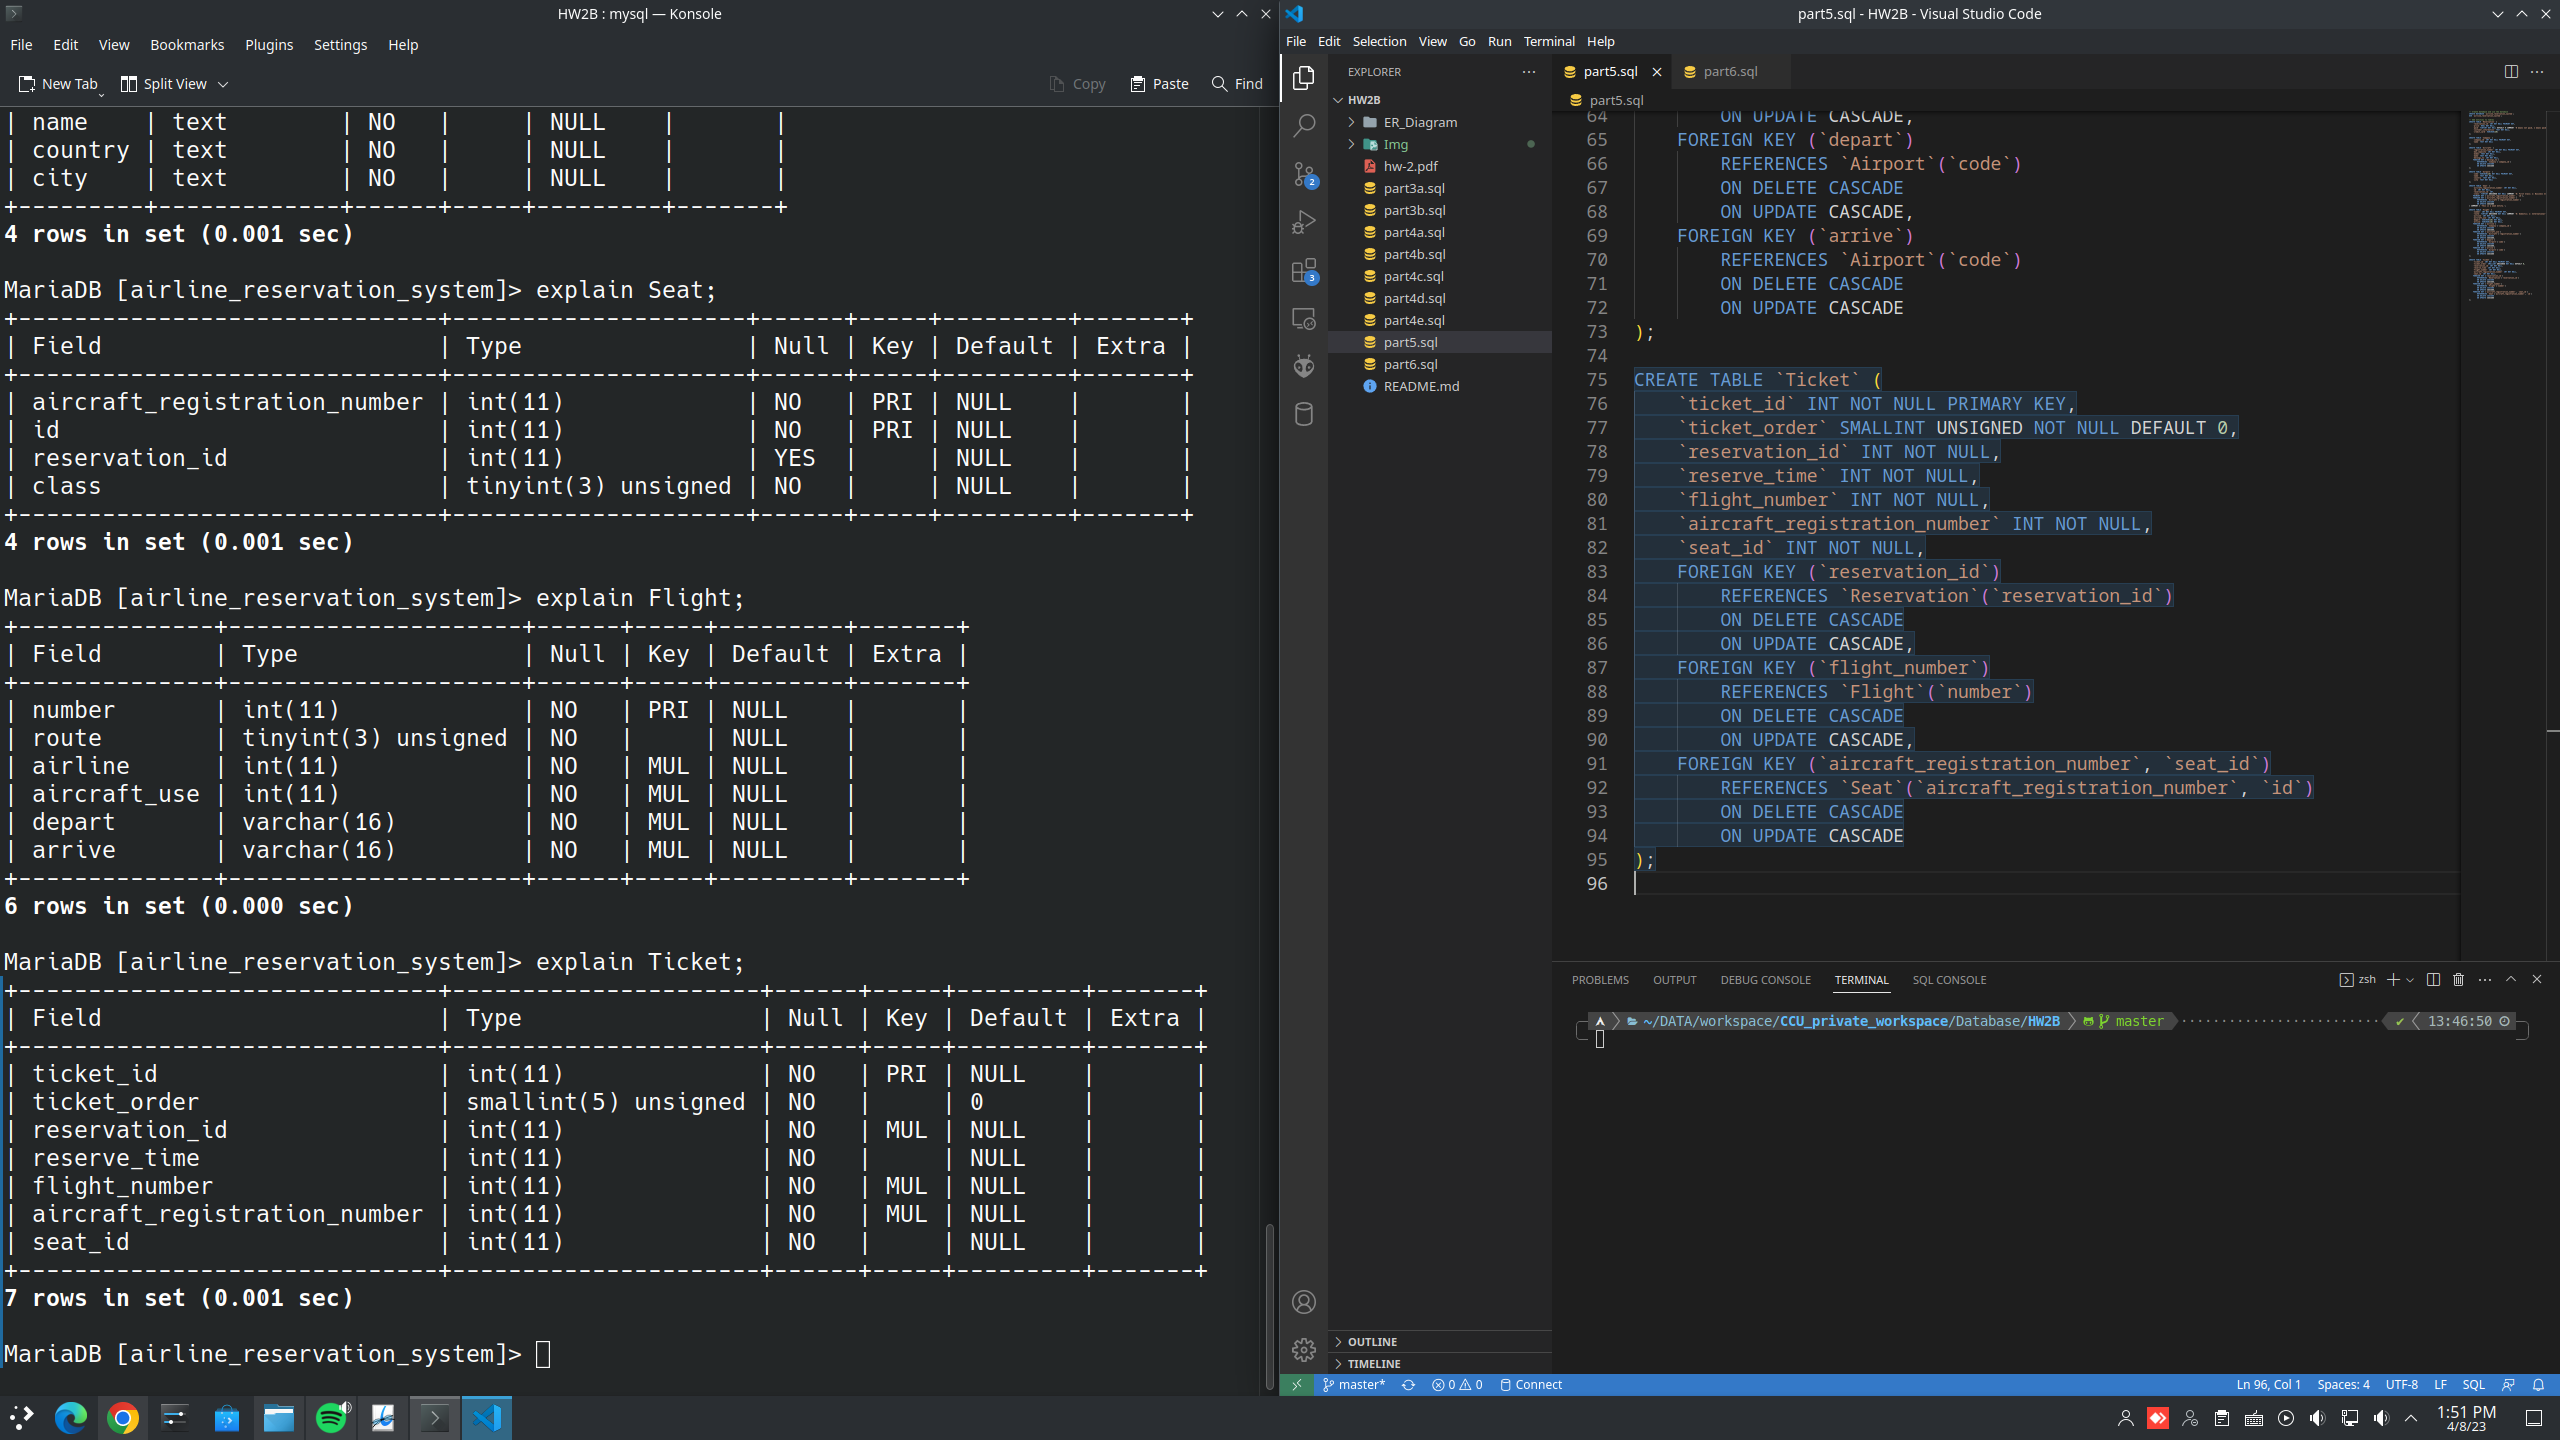 HW2B : mysql — Konsole
File Edit View Bookmarks Plugins Settings Help
New Tab Split View Copy Paste Find
| name     | text        | NO   |     | NULL    |       |
| country  | text        | NO   |     | NULL    |       |
| city     | text        | NO   |     | NULL    |       |
+---------+-------------+------+-----+---------+-------+
4 rows in set (0.001 sec)
MariaDB [airline_reservation_system]> explain Seat;
+------------------------------+---------------------+------+-----+---------+-------+
| Field                        | Type                | Null | Key | Default | Extra |
+------------------------------+---------------------+------+-----+---------+-------+
| aircraft_registration_number | int(11)             | NO   | PRI | NULL    |       |
| id                           | int(11)             | NO   | PRI | NULL    |       |
| reservation_id               | int(11)             | YES  |     | NULL    |       |
| class                        | tinyint(3) unsigned | NO   |     | NULL    |       |
+------------------------------+---------------------+------+-----+---------+-------+
4 rows in set (0.001 sec)
MariaDB [airline_reservation_system]> explain Flight;
+--------------+---------------------+------+-----+---------+-------+
| Field        | Type                | Null | Key | Default | Extra |
+--------------+---------------------+------+-----+---------+-------+
| number       | int(11)             | NO   | PRI | NULL    |       |
| route        | tinyint(3) unsigned | NO   |     | NULL    |       |
| airline      | int(11)             | NO   | MUL | NULL    |       |
| aircraft_use | int(11)             | NO   | MUL | NULL    |       |
| depart       | varchar(16)         | NO   | MUL | NULL    |       |
| arrive       | varchar(16)         | NO   | MUL | NULL    |       |
+--------------+---------------------+------+-----+---------+-------+
6 rows in set (0.000 sec)
MariaDB [airline_reservation_system]> explain Ticket;
+------------------------------+----------------------+------+-----+---------+-------+
| Field                        | Type                 | Null | Key | Default | Extra |
+------------------------------+----------------------+------+-----+---------+-------+
| ticket_id                    | int(11)              | NO   | PRI | NULL    |       |
| ticket_order                 | smallint(5) unsigned | NO   |     | 0       |       |
| reservation_id               | int(11)              | NO   | MUL | NULL    |       |
| reserve_time                 | int(11)              | NO   |     | NULL    |       |
| flight_number                | int(11)              | NO   | MUL | NULL    |       |
| aircraft_registration_number | int(11)              | NO   | MUL | NULL    |       |
| seat_id                      | int(11)              | NO   |     | NULL    |       |
+------------------------------+----------------------+------+-----+---------+-------+
7 rows in set (0.001 sec)
MariaDB [airline_reservation_system]>
part5.sql - HW2B - Visual Studio Code
File Edit Selection View Go Run Terminal Help
EXPLORER
HW2B
ER_Diagram
Img
hw-2.pdf
part3a.sql
part3b.sql
part4a.sql
part4b.sql
part4c.sql
part4d.sql
part4e.sql
part5.sql
part6.sql
README.md
OUTLINE
TIMELINE
2
3
part5.sql part6.sql
part5.sql
64 ON UPDATE CASCADE,
65 FOREIGN KEY (`depart`)
66 REFERENCES `Airport`(`code`)
67 ON DELETE CASCADE
68 ON UPDATE CASCADE,
69 FOREIGN KEY (`arrive`)
70 REFERENCES `Airport`(`code`)
71 ON DELETE CASCADE
72 ON UPDATE CASCADE
73 );
74
75 CREATE TABLE `Ticket` (
76 `ticket_id` INT NOT NULL PRIMARY KEY,
77 `ticket_order` SMALLINT UNSIGNED NOT NULL DEFAULT 0,
78 `reservation_id` INT NOT NULL,
79 `reserve_time` INT NOT NULL,
80 `flight_number` INT NOT NULL,
81 `aircraft_registration_number` INT NOT NULL,
82 `seat_id` INT NOT NULL,
83 FOREIGN KEY (`reservation_id`)
84 REFERENCES `Reservation`(`reservation_id`)
85 ON DELETE CASCADE
86 ON UPDATE CASCADE,
87 FOREIGN KEY (`flight_number`)
88 REFERENCES `Flight`(`number`)
89 ON DELETE CASCADE
90 ON UPDATE CASCADE,
91 FOREIGN KEY (`aircraft_registration_number`, `seat_id`)
92 REFERENCES `Seat`(`aircraft_registration_number`, `id`)
93 ON DELETE CASCADE
94 ON UPDATE CASCADE
95 );
96
PROBLEMS OUTPUT DEBUG CONSOLE TERMINAL SQL CONSOLE zsh
~/DATA/workspace/CCU_private_workspace/Database/HW2B master 13:46:50
master* 0 0 Connect Ln 96, Col 1 Spaces: 4 UTF-8 LF SQL
1:51 PM
4/8/23